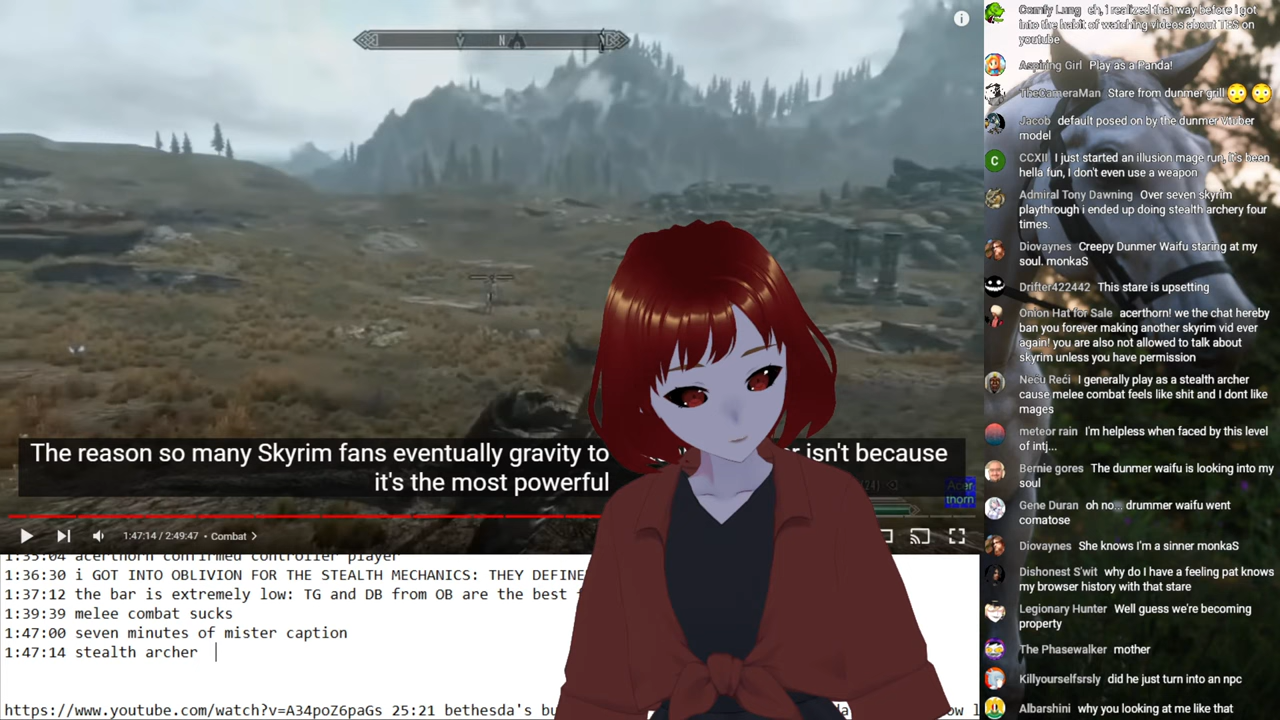 N
The reason so many Skyrim fans eventually gravity to isn't because
it's the most powerful
Acer
thorn
1:47:14 / 2:49:47 • Combat >
1:35:04 acerthorn confirmed controller player
1:36:30 i GOT INTO OBLIVION FOR THE STEALTH MECHANICS: THEY DEFINE
1:37:12 the bar is extremely low: TG and DB from OB are the best
1:39:39 melee combat sucks
1:47:00 seven minutes of mister caption
1:47:14 stealth archer
https://www.youtube.com/watch?v=A34poZ6paGs 25:21 bethesda's bu
Comfy Lung eh, i realized that way before i got
into the habit of watching videos about TES on
youtube
Aspiring Girl Play as a Panda!
TheCameraMan Stare from dunmer grill 😳 😳
Jacob default posed on by the dunmer Vtuber
model
C CCXII I just started an illusion mage run, it's been
hella fun, I don't even use a weapon
Admiral Tony Dawning Over seven skyrim
playthrough i ended up doing stealth archery four
times.
Diovaynes Creepy Dunmer Waifu staring at my
soul. monkaS
Drifter422442 This stare is upsetting
Onion Hat for Sale acerthorn! we the chat hereby
ban you forever making another skyrim vid ever
again! you are also not allowed to talk about
skyrim unless you have permission
Neću Reći I generally play as a stealth archer
cause melee combat feels like shit and I dont like
mages
meteor rain I'm helpless when faced by this level
of intj...
Bernie gores The dunmer waifu is looking into my
soul
Gene Duran oh no... drummer waifu went
comatose
Diovaynes She knows I'm a sinner monkaS
Dishonest S'wit why do I have a feeling pat knows
my browser history with that stare
Legionary Hunter Well guess we're becoming
property
The Phasewalker mother
Killyourselfsrsly did he just turn into an npc
Albarshini why you looking at me like that